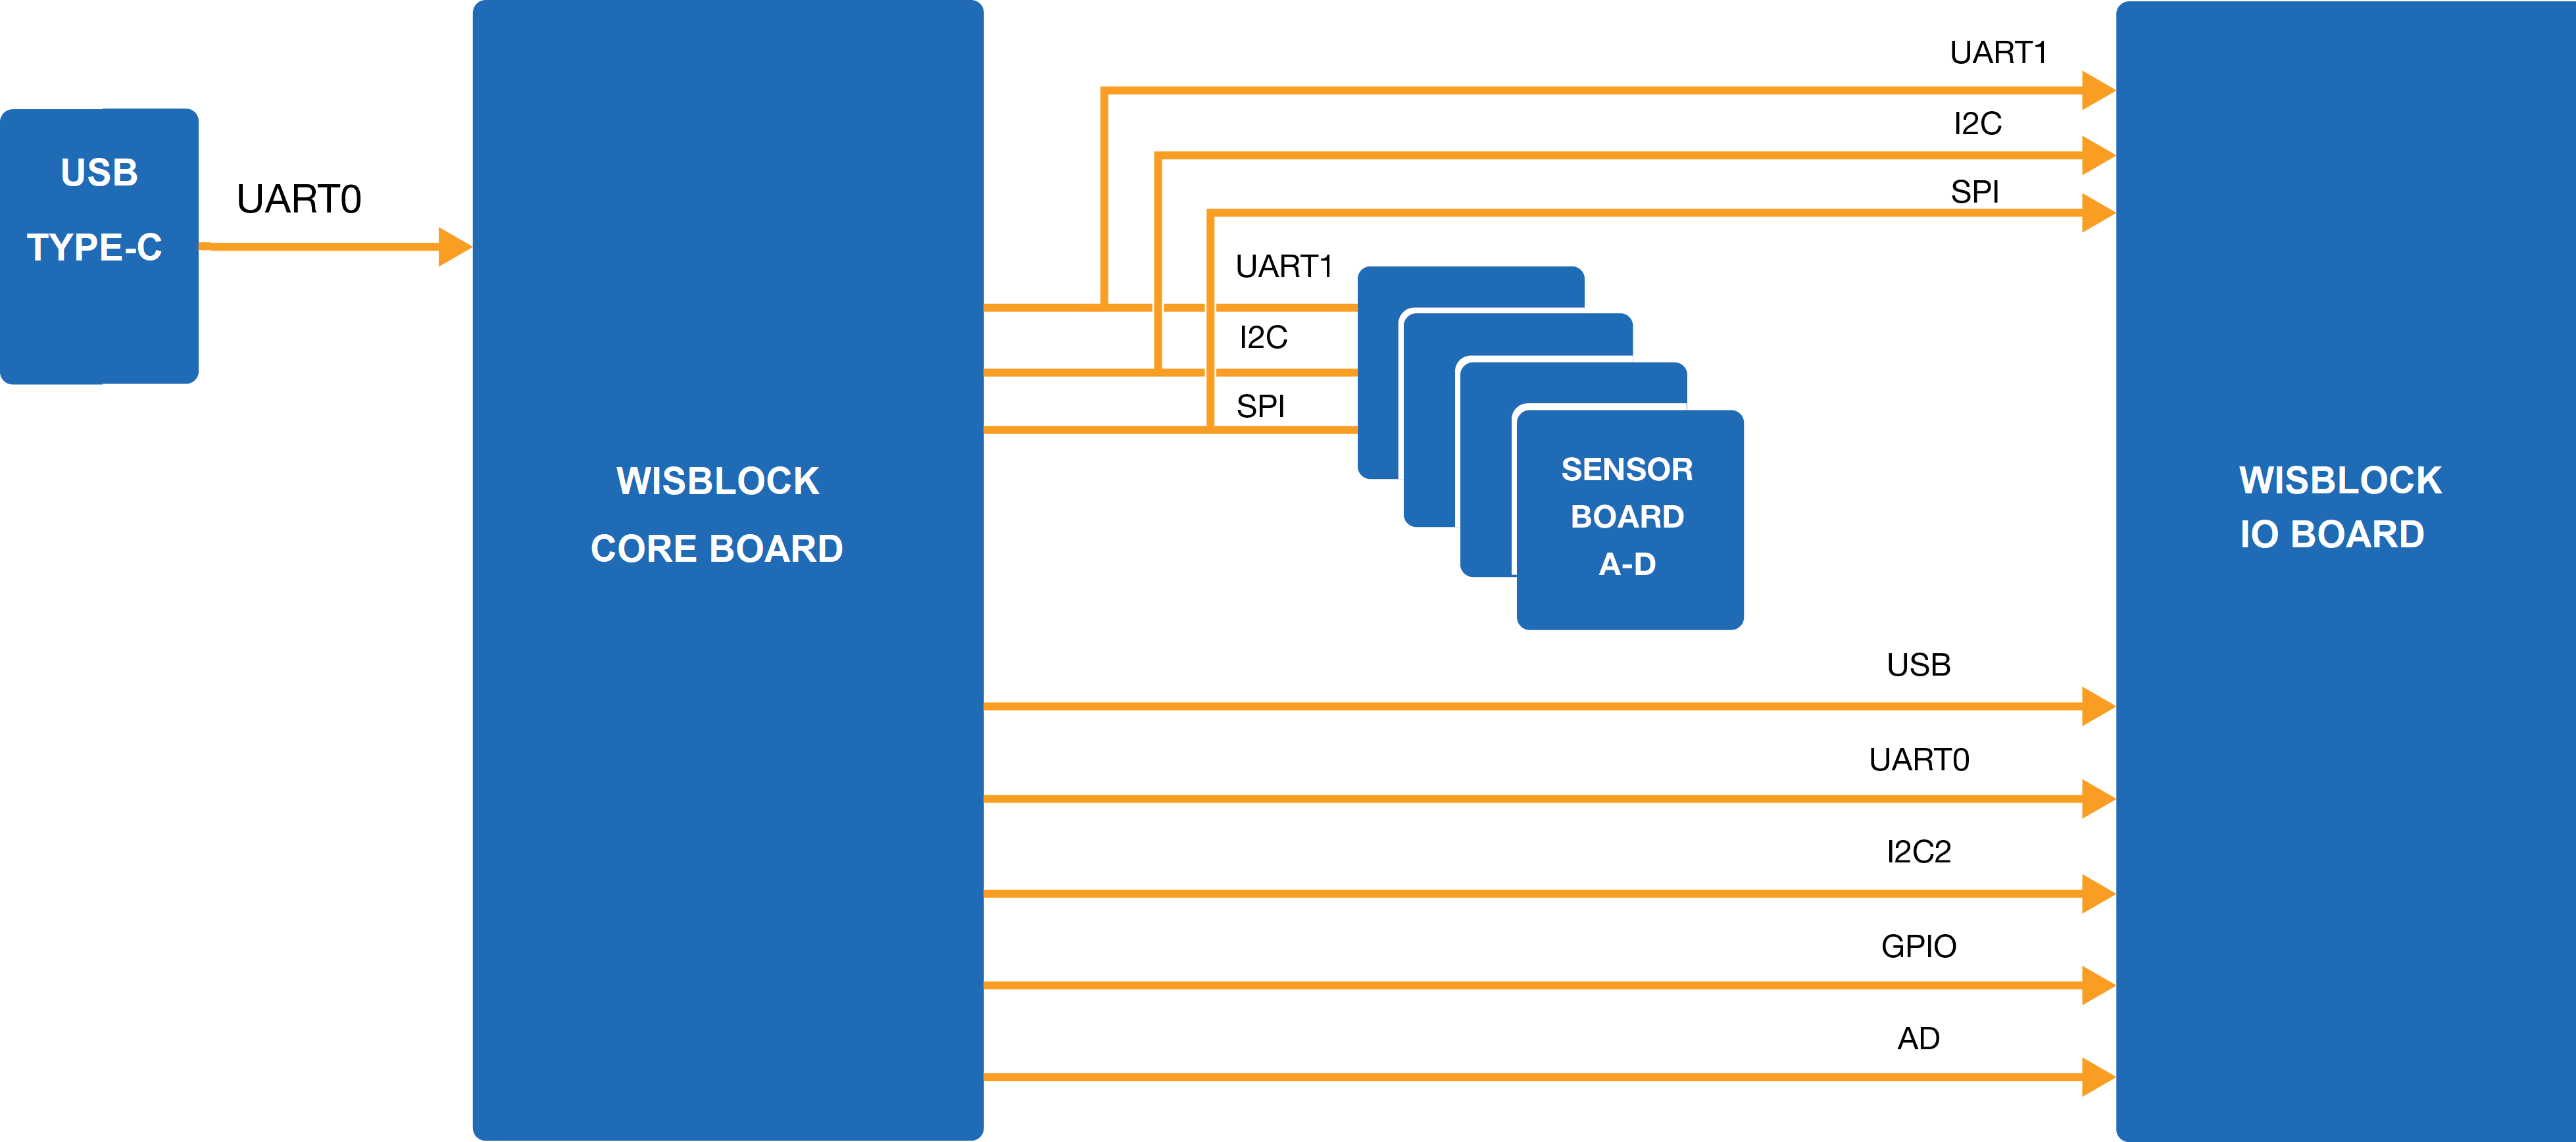 USB
TYPE-C
UART0
WISBLOCK
CORE BOARD
UART1
I2C
SPI
UART1
I2C
SPI
SENSOR
BOARD
A-D
USB
UART0
I2C2
GPIO
AD
WISBLOCK
IO BOARD